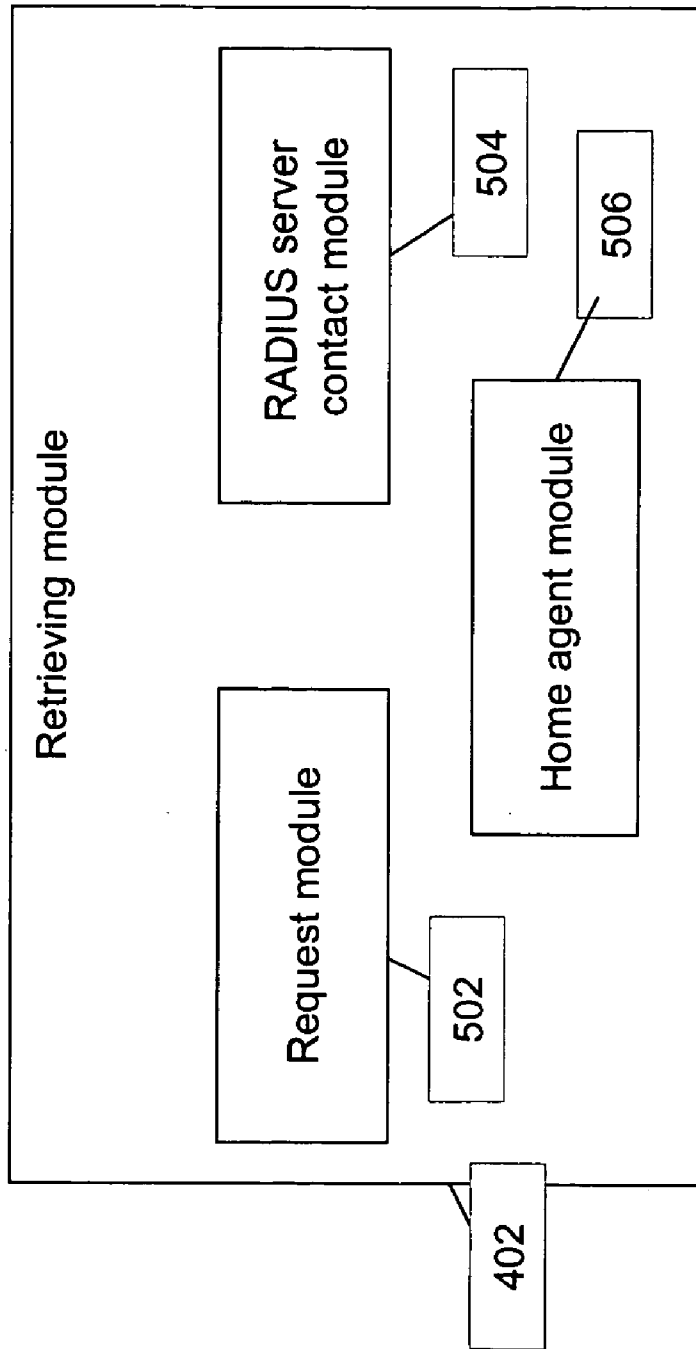 Retrieving module
Request module
502
RADIUS server
contact module
504
Home agent module
506
402